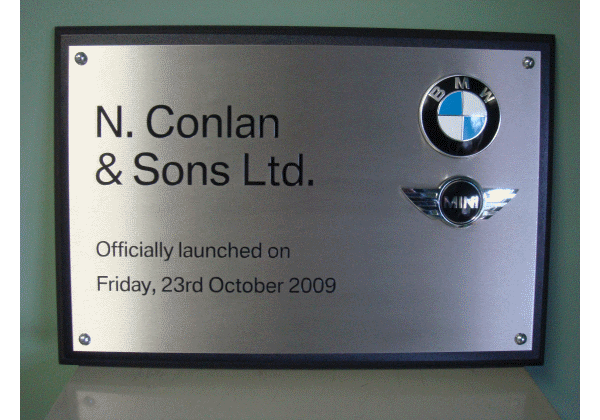 N. Conlan
& Sons Ltd.
BMW
MINI
Officially launched on
Friday, 23rd October 2009